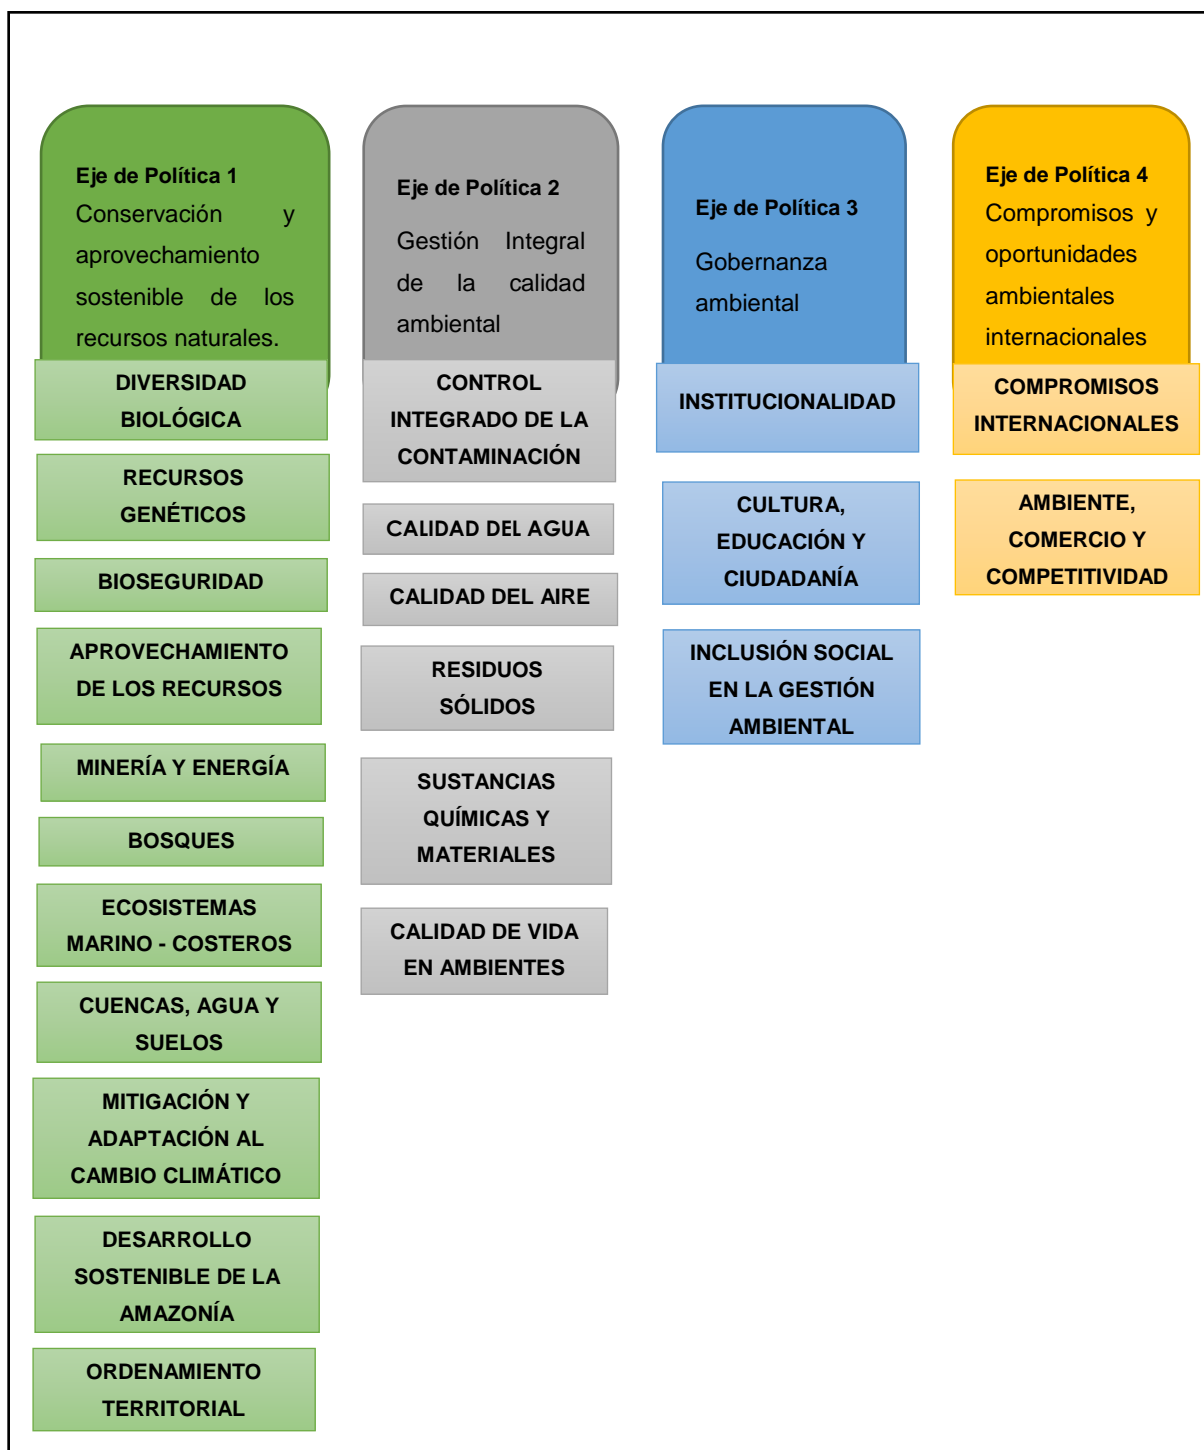 Eje de Política 1
Conservación y
aprovechamiento
sostenible de los
recursos naturales.
DIVERSIDAD
BIOLÓGICA
RECURSOS
GENÉTICOS
BIOSEGURIDAD
APROVECHAMIENTO
DE LOS RECURSOS
MINERÍA Y ENERGÍA
BOSQUES
ECOSISTEMAS
MARINO - COSTEROS
CUENCAS, AGUA Y
SUELOS
MITIGACIÓN Y
ADAPTACIÓN AL
CAMBIO CLIMÁTICO
DESARROLLO
SOSTENIBLE DE LA
AMAZONÍA
ORDENAMIENTO
TERRITORIAL
Eje de Política 2
Gestión Integral
de la calidad
ambiental
CONTROL
INTEGRADO DE LA
CONTAMINACIÓN
CALIDAD DEL AGUA
CALIDAD DEL AIRE
RESIDUOS
SÓLIDOS
SUSTANCIAS
QUÍMICAS Y
MATERIALES
CALIDAD DE VIDA
EN AMBIENTES
Eje de Política 3
Gobernanza
ambiental
INSTITUCIONALIDAD
CULTURA,
EDUCACIÓN Y
CIUDADANÍA
INCLUSIÓN SOCIAL
EN LA GESTIÓN
AMBIENTAL
Eje de Política 4
Compromisos y
oportunidades
ambientales
internacionales
COMPROMISOS
INTERNACIONALES
AMBIENTE,
COMERCIO Y
COMPETITIVIDAD